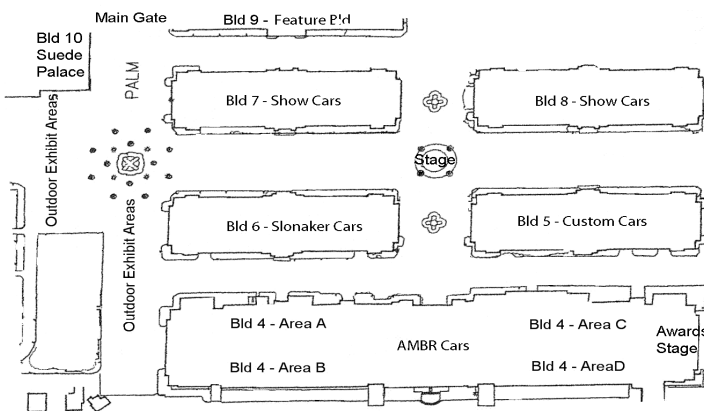 Main Gate
Bld 9 - Feature Bld
Bld 10
Suede
Palace
PALM
Bld 7 - Show Cars
Bld 8 - Show Cars
Outdoor Exhibit Areas
Stage
Bld 6 - Slonaker Cars
Bld 5 - Custom Cars
Outdoor Exhibit Areas
Bld 4 - Area A
Bld 4 - Area C
Awards
Stage
AMBR Cars
Bld 4 - Area B
Bld 4 - AreaD